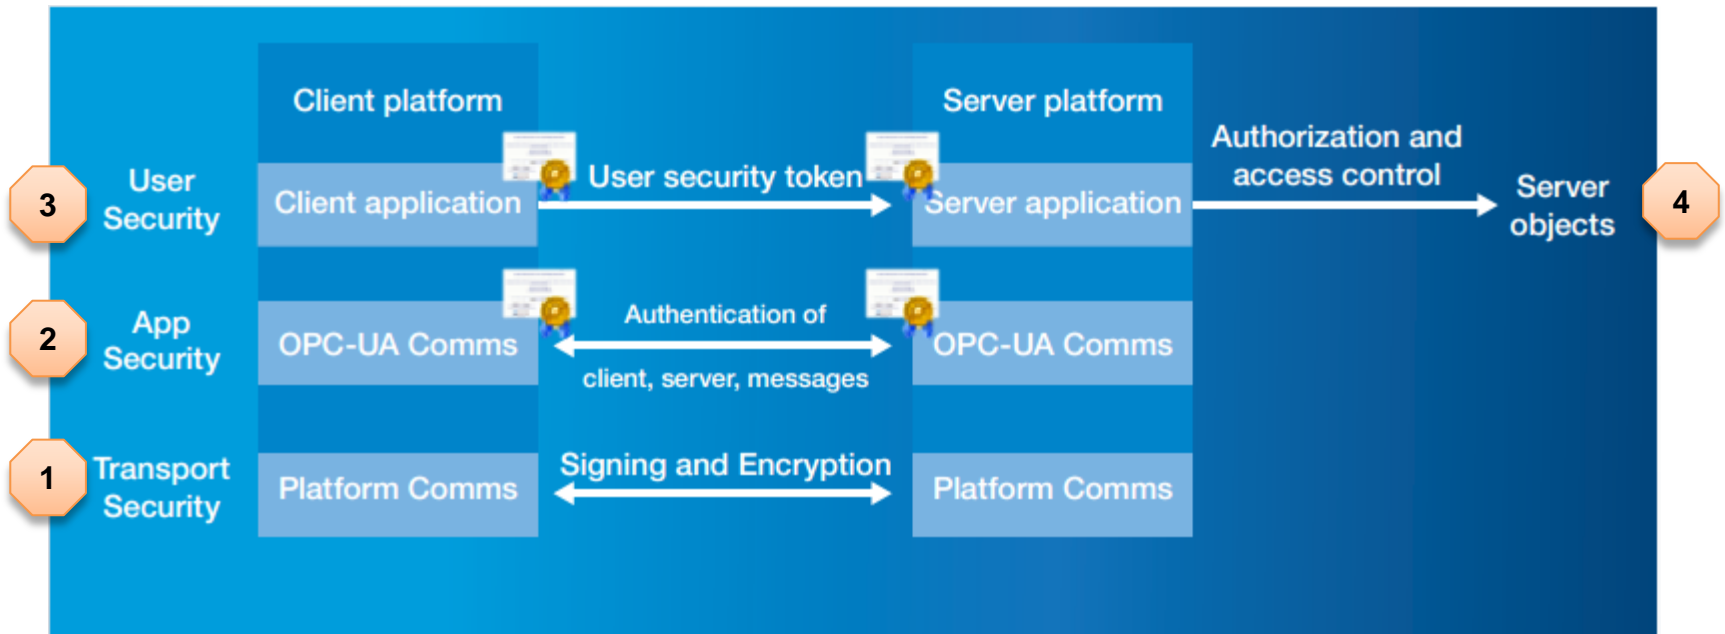 Client platform
Server platform
Authorization and
access control
3
User
Security
Client application
User security token
Server application
Server
objects
4
2
App
Security
OPC-UA Comms
Authentication of
client, server, messages
OPC-UA Comms
1
Transport
Security
Platform Comms
Signing and Encryption
Platform Comms